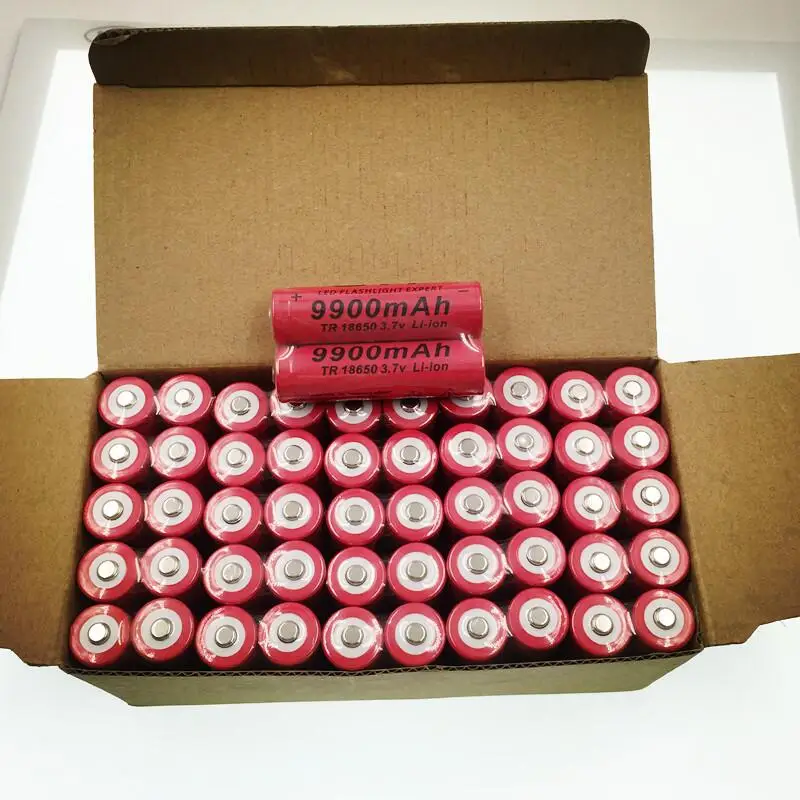 LED FLASHLIGHT EXPERT
+ −
9900mAh
TR 18650 3.7v Li-ion
9900mAh
TR 18650 3.7v Li-ion